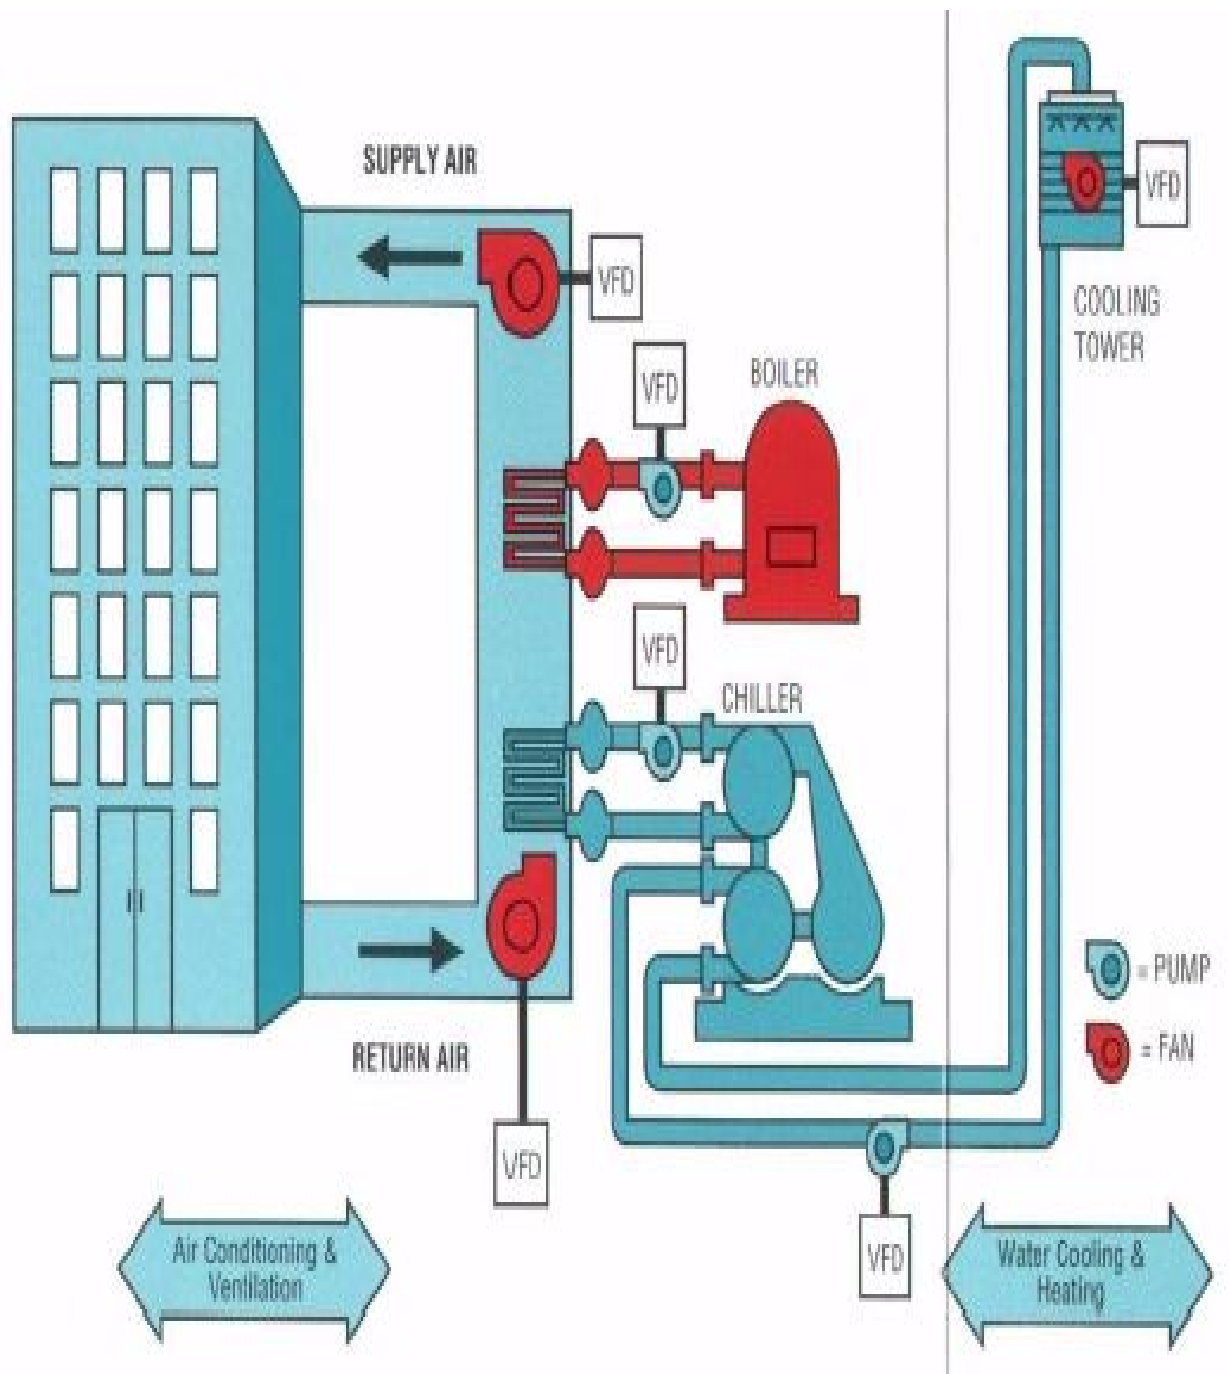 SUPPLY AIR
VFD
VFD
COOLING
TOWER
VFD
BOILER
VFD
CHILLER
= PUMP
= FAN
RETURN AIR
VFD
VFD
Air Conditioning &
Ventilation
Water Cooling &
Heating